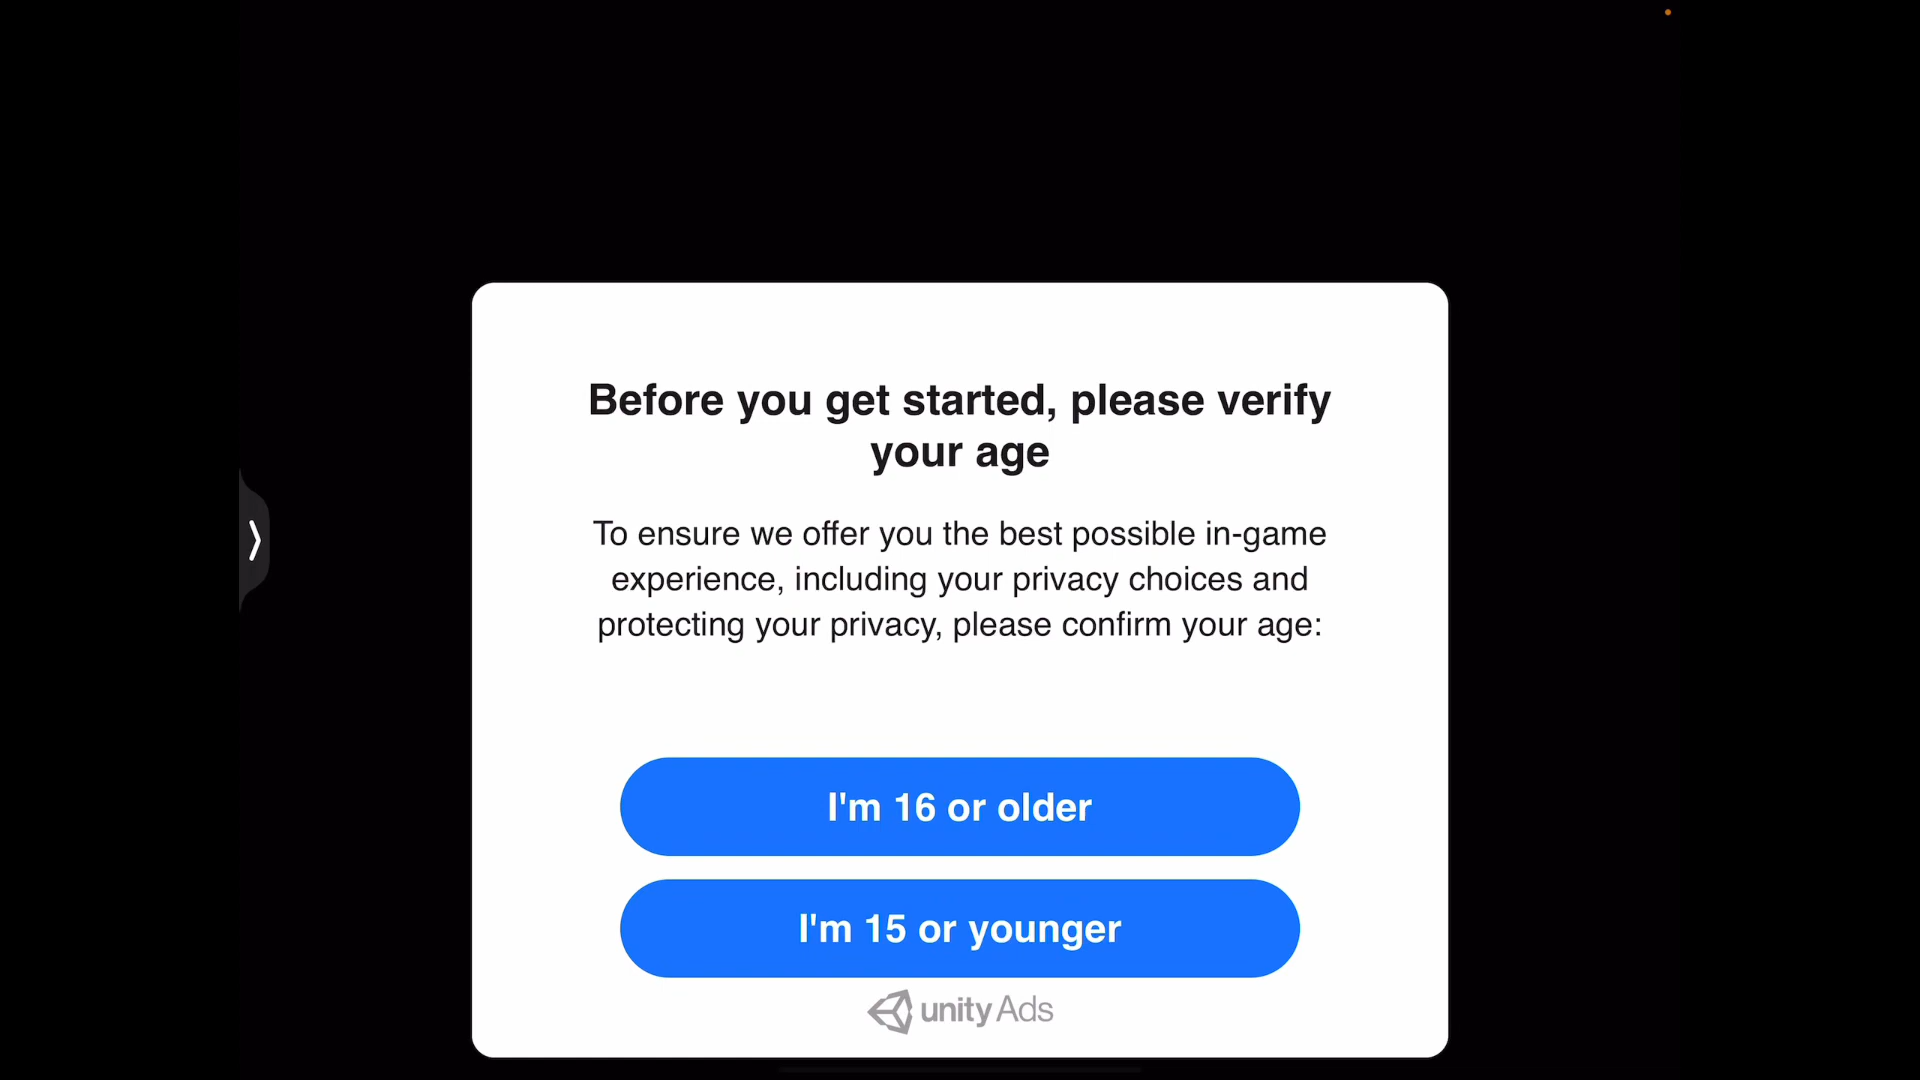 Before you get started, please verify
your age
To ensure we offer you the best possible in-game
experience, including your privacy choices and
protecting your privacy, please confirm your age:
I'm 16 or older
I'm 15 or younger
unity Ads